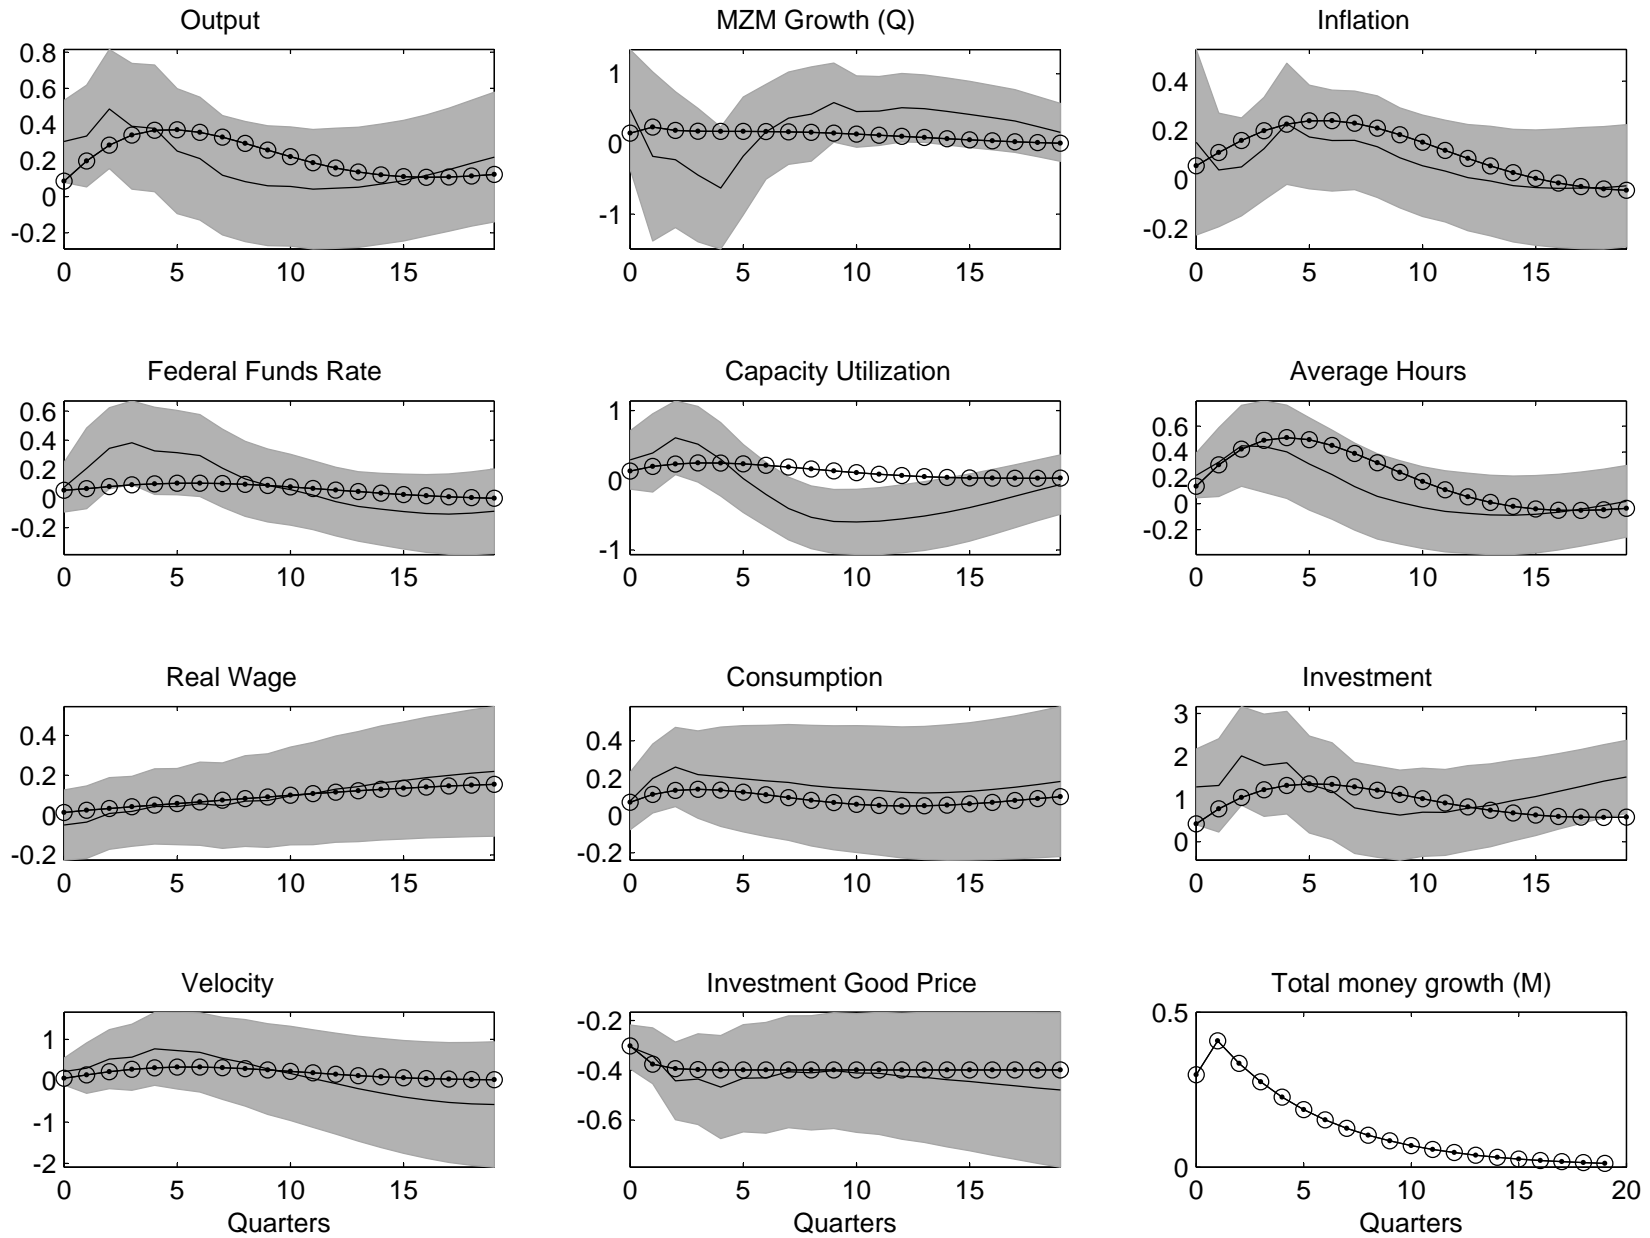 Output MZM Growth (Q) Inflation
0.8
0.6
0.4
0.2
0
-0.2
0 5 10 15
1
0
-1
0 5 10 15
0.4
0.2
0
-0.2
0 5 10 15
Federal Funds Rate Capacity Utilization Average Hours
0.6
0.4
0.2
0
-0.2
0 5 10 15
1
0
-1
0 5 10 15
0.6
0.4
0.2
0
-0.2
0 5 10 15
Real Wage Consumption Investment
0.4
0.2
0
-0.2
0 5 10 15
0.4
0.2
0
-0.2
0 5 10 15
3
2
1
0
0 5 10 15
Velocity Investment Good Price Total money growth (M)
1
0
-1
-2
0 5 10 15
Quarters
-0.2
-0.4
-0.6
0 5 10 15
Quarters
0.5
0
0 5 10 15 20
Quarters